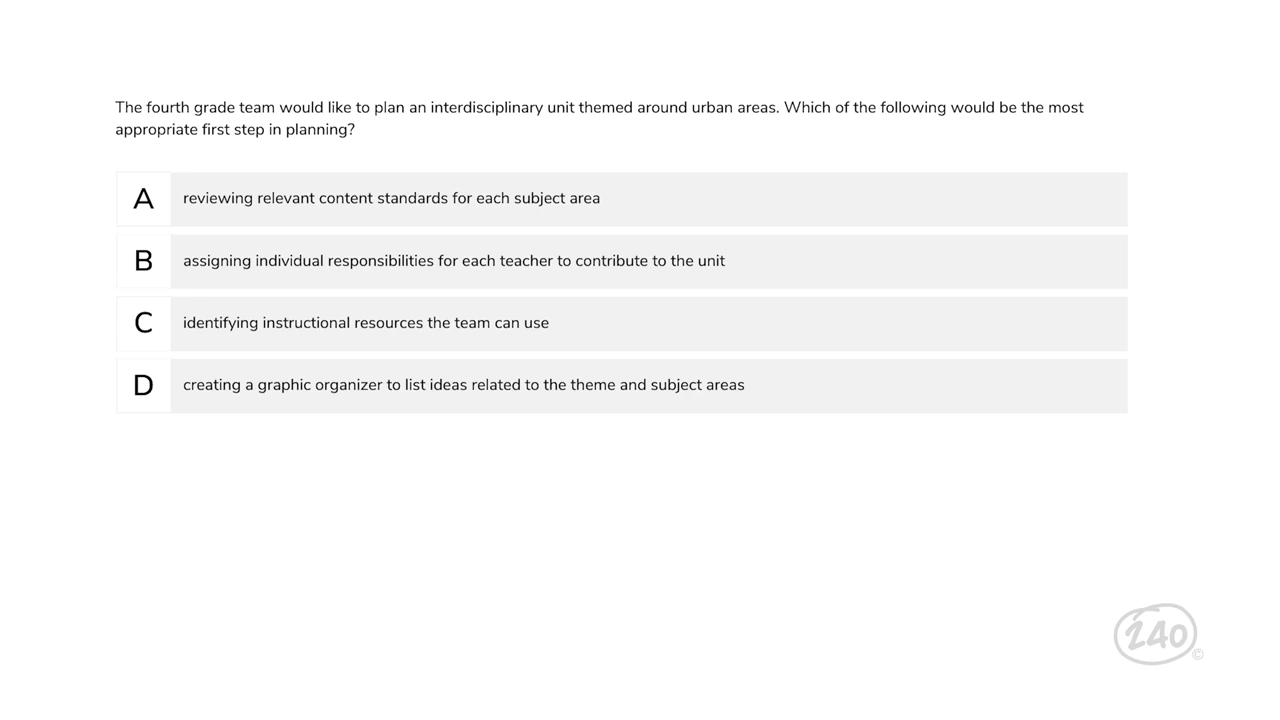 The fourth grade team would like to plan an interdisciplinary unit themed around urban areas. Which of the following would be the most
appropriate first step in planning?
A reviewing relevant content standards for each subject area
B assigning individual responsibilities for each teacher to contribute to the unit
C identifying instructional resources the team can use
D creating a graphic organizer to list ideas related to the theme and subject areas
240
©